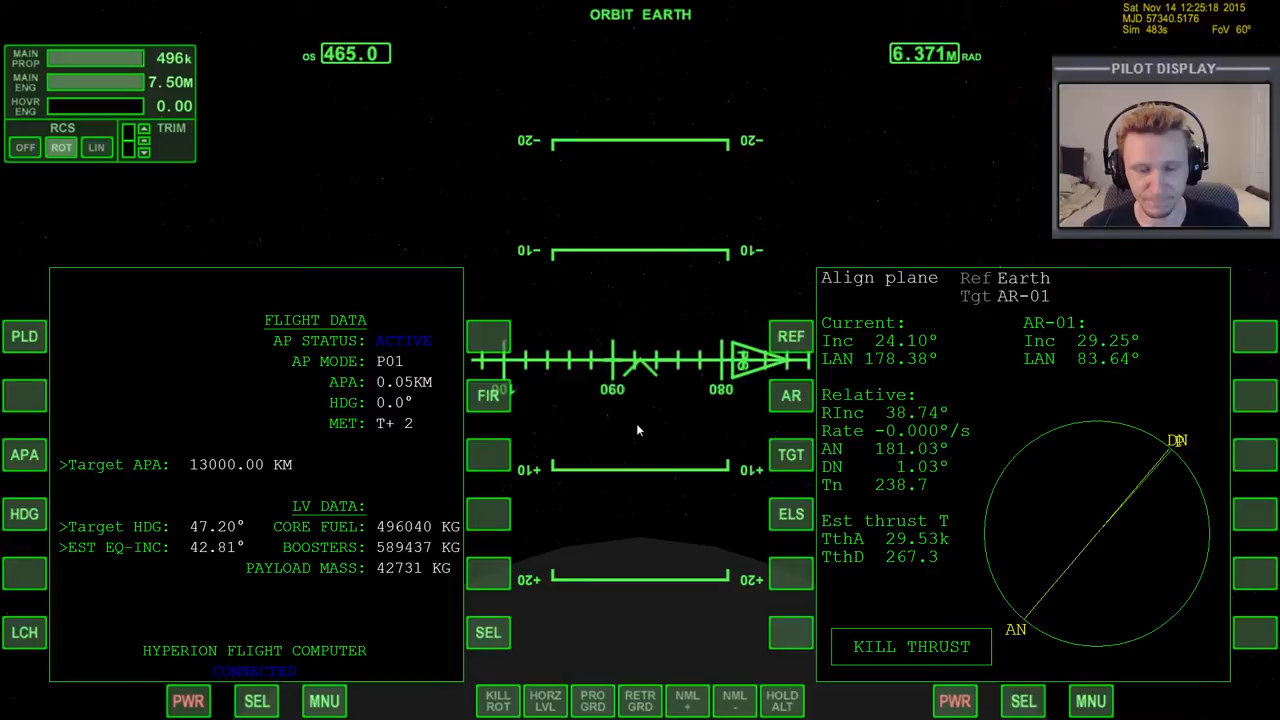 ORBIT EARTH
Sat Nov 14 12:25:18 2015
MJD 57340.5176
Sim 483s FoV 60°
MAIN PROP 496k
MAIN ENG 7.50M
HOVR ENG 0.00
RCS TRIM
OFF ROT LIN
OS 465.0
6.371M RAD
PILOT DISPLAY
20- 20-
10- 10-
060 080
10+ 10+
20+ 20+
FLIGHT DATA
AP STATUS: ACTIVE
AP MODE: P01
APA: 0.05KM
HDG: 0.0°
MET: T+ 2
>Target APA: 13000.00 KM
LV DATA:
>Target HDG: 47.20° CORE FUEL: 496040 KG
>EST EQ-INC: 42.81° BOOSTERS: 589437 KG
PAYLOAD MASS: 42731 KG
HYPERION FLIGHT COMPUTER
CONNECTED
PLD
APA
HDG
LCH
FIR
SEL
PWR SEL MNU
KILL ROT
HORZ LVL
PRO GRD
RETR GRD
NML +
NML -
HOLD ALT
REF
AR
TGT
ELS
Align plane Ref Earth
Tgt AR-01
Current: AR-01:
Inc 24.10° Inc 29.25°
LAN 178.38° LAN 83.64°
Relative:
RInc 38.74°
Rate -0.000°/s
AN 181.03°
DN 1.03°
Tn 238.7
Est thrust T
TthA 29.53k
TthD 267.3
AN
KILL THRUST
PWR SEL MNU